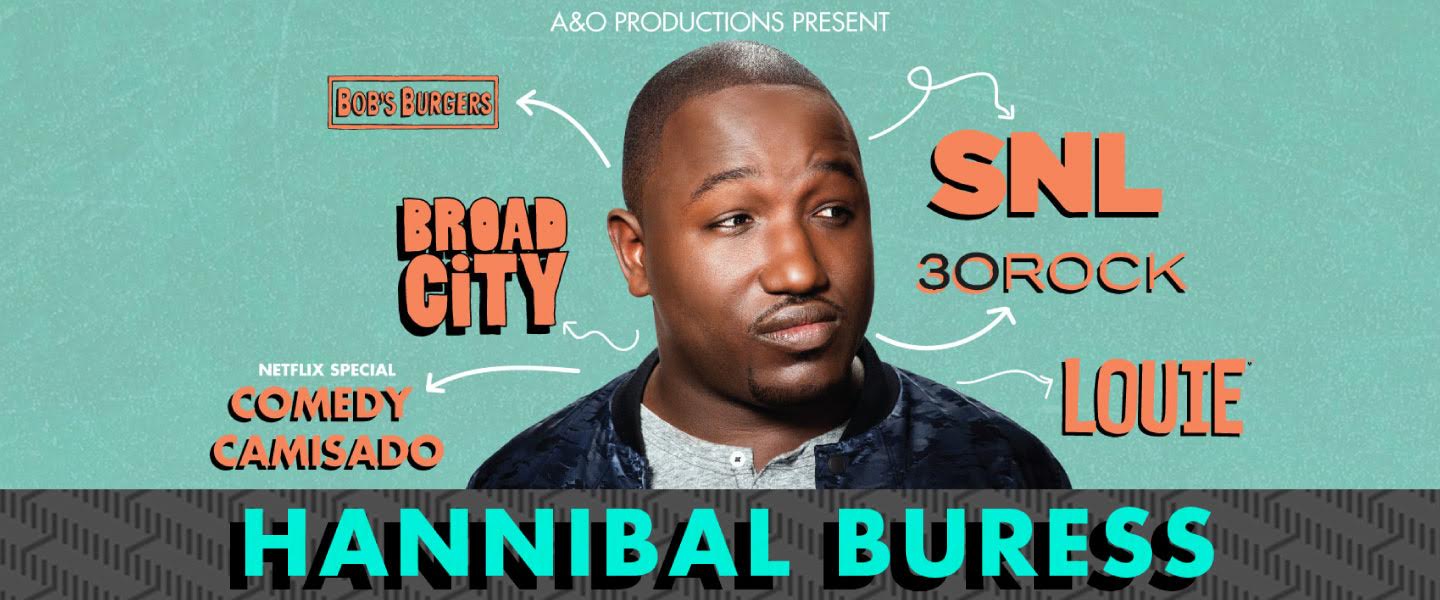 A&O PRODUCTIONS PRESENT
BOB'S BURGERS
SNL
BROAD
CiTY
30ROCK
NETFLIX SPECIAL
COMEDY
CAMISADO
LOUIE
HANNIBAL BURESS